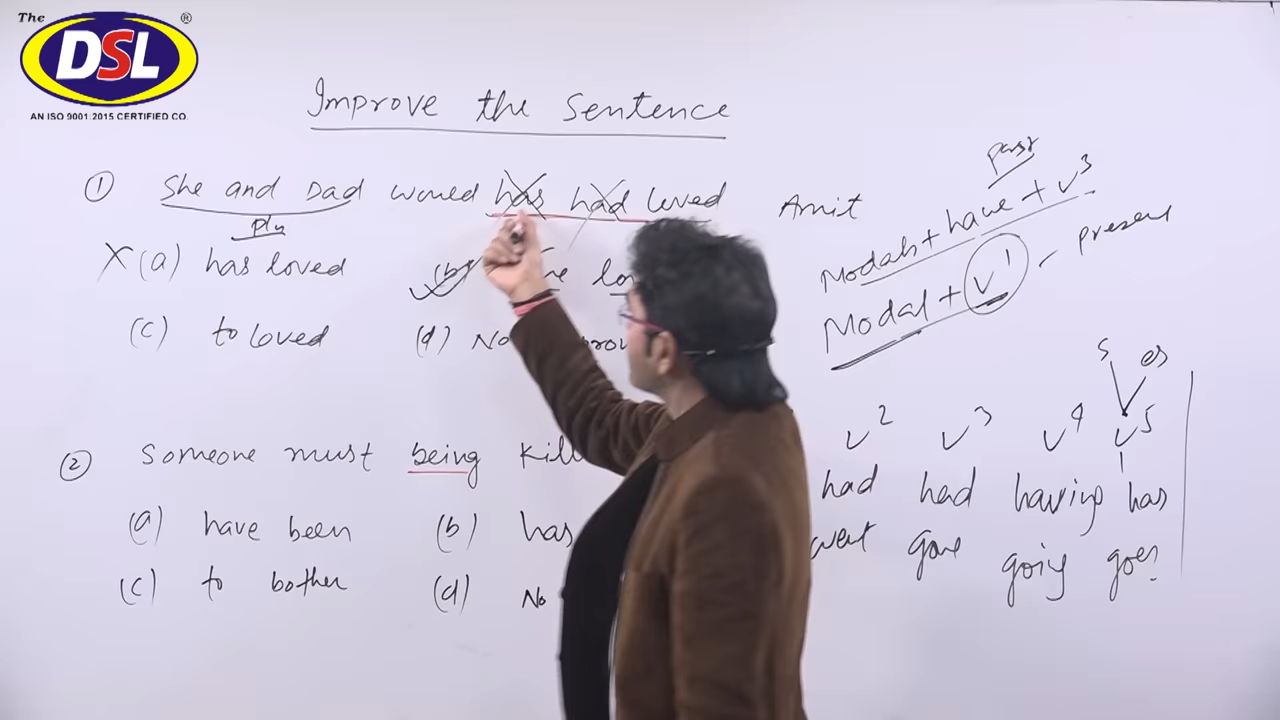 The
DSL ®
AN ISO 9001:2015 CERTIFIED CO.
Improve the Sentence
① She and Dad would has had loved Amit
plu
X (a) has loved (b)
(c) to loved (d) No
② Someone must being kill
(a) have been (b) has
(c) to bother (d) No
past
Modals + have + v³
Modal + v¹ - present
s es
v² v³ v⁴ v⁵
had had having has
went gone going goes